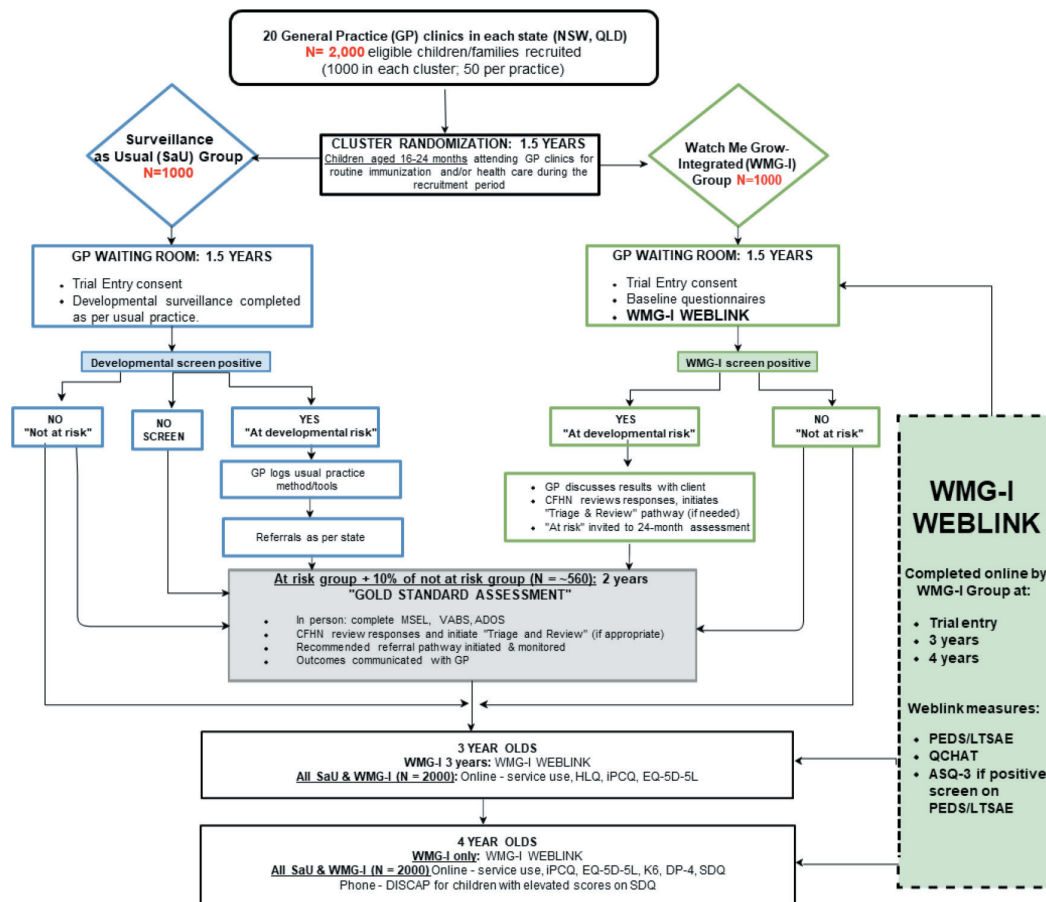 20 General Practice (GP) clinics in each state (NSW, QLD)
N= 2,000 eligible children/families recruited
(1000 in each cluster; 50 per practice)
Surveillance
as Usual (SaU) Group
N=1000
CLUSTER RANDOMIZATION: 1.5 YEARS
Children aged 16-24 months attending GP clinics for
routine immunization and/or health care during the
recruitment period
Watch Me Grow-
Integrated (WMG-I)
Group N=1000
GP WAITING ROOM: 1.5 YEARS
• Trial Entry consent
• Developmental surveillance completed
as per usual practice.
GP WAITING ROOM: 1.5 YEARS
• Trial Entry consent
• Baseline questionnaires
• WMG-I WEBLINK
Developmental screen positive
WMG-I screen positive
NO
"Not at risk"
NO
SCREEN
YES
"At developmental risk"
YES
"At developmental risk"
NO
"Not at risk"
GP logs usual practice
method/tools
Referrals as per state
• GP discusses results with client
• CFHN reviews responses, initiates
"Triage & Review" pathway (if needed)
• "At risk" invited to 24-month assessment
At risk group + 10% of not at risk group (N = ~560): 2 years
"GOLD STANDARD ASSESSMENT"
• In person: complete MSEL, VABS, ADOS
• CFHN review responses and initiate "Triage and Review" (if appropriate)
• Recommended referral pathway initiated & monitored
• Outcomes communicated with GP
3 YEAR OLDS
WMG-I 3 years: WMG-I WEBLINK
All SaU & WMG-I (N = 2000): Online - service use, HLQ, iPCQ, EQ-5D-5L
4 YEAR OLDS
WMG-I only: WMG-I WEBLINK
All SaU & WMG-I (N = 2000) Online - service use, iPCQ, EQ-5D-5L, K6, DP-4, SDQ
Phone - DISCAP for children with elevated scores on SDQ
WMG-I
WEBLINK
Completed online by
WMG-I Group at:
• Trial entry
• 3 years
• 4 years
Weblink measures:
• PEDS/LTSAE
• QCHAT
• ASQ-3 if positive
screen on
PEDS/LTSAE